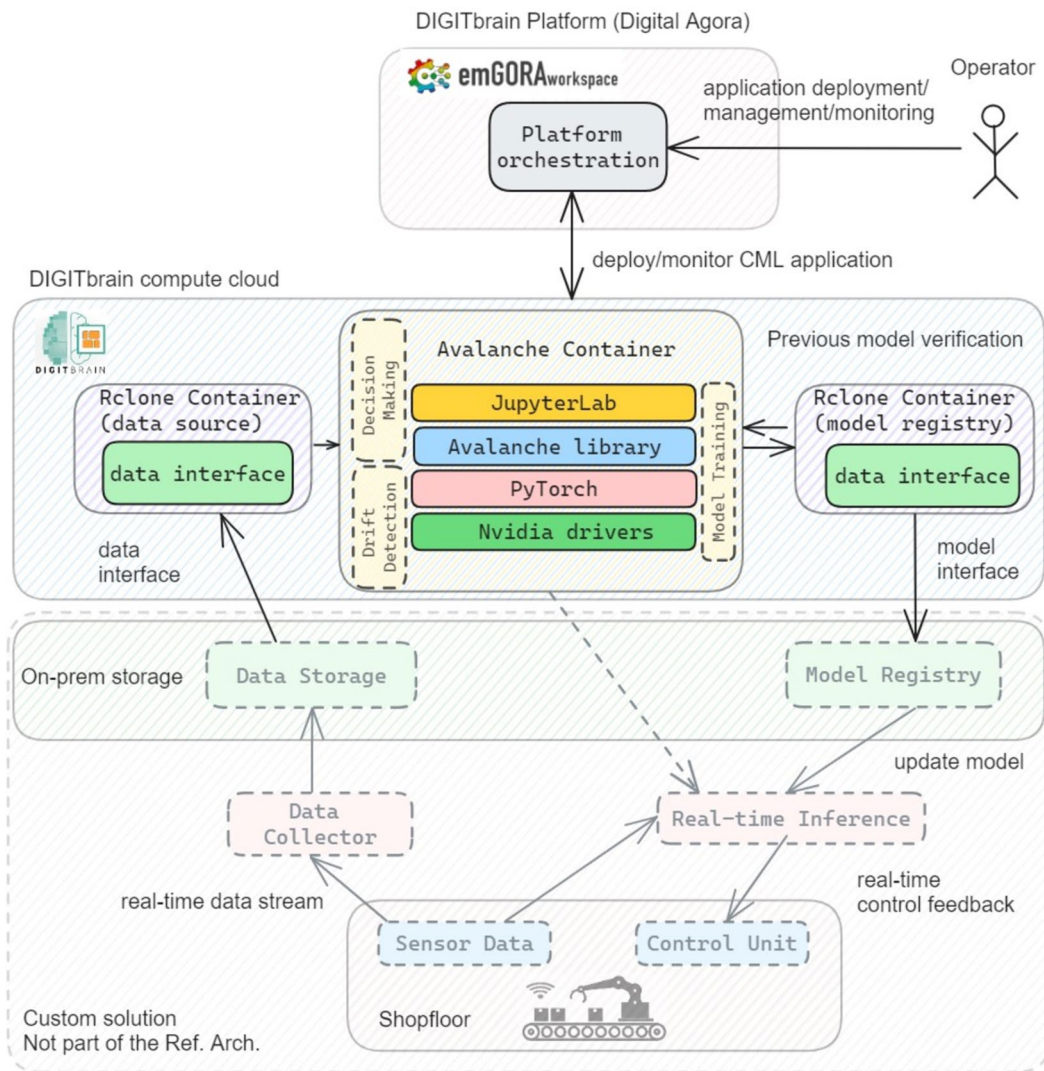 DIGITbrain Platform (Digital Agora)
emGORAworkspace
Operator
application deployment/
management/monitoring
Platform
orchestration
deploy/monitor CML application
DIGITbrain compute cloud
DIGITBRAIN
Decision
Making
Avalanche Container
Previous model verification
Rclone Container
(data source)
data interface
JupyterLab
Avalanche library
PyTorch
Nvidia drivers
Drift
Detection
Model Training
Rclone Container
(model registry)
data interface
data
interface
model
interface
On-prem storage
Data Storage
Model Registry
update model
Data
Collector
Real-time Inference
real-time data stream
real-time
control feedback
Sensor Data
Control Unit
Shopfloor
Custom solution
Not part of the Ref. Arch.